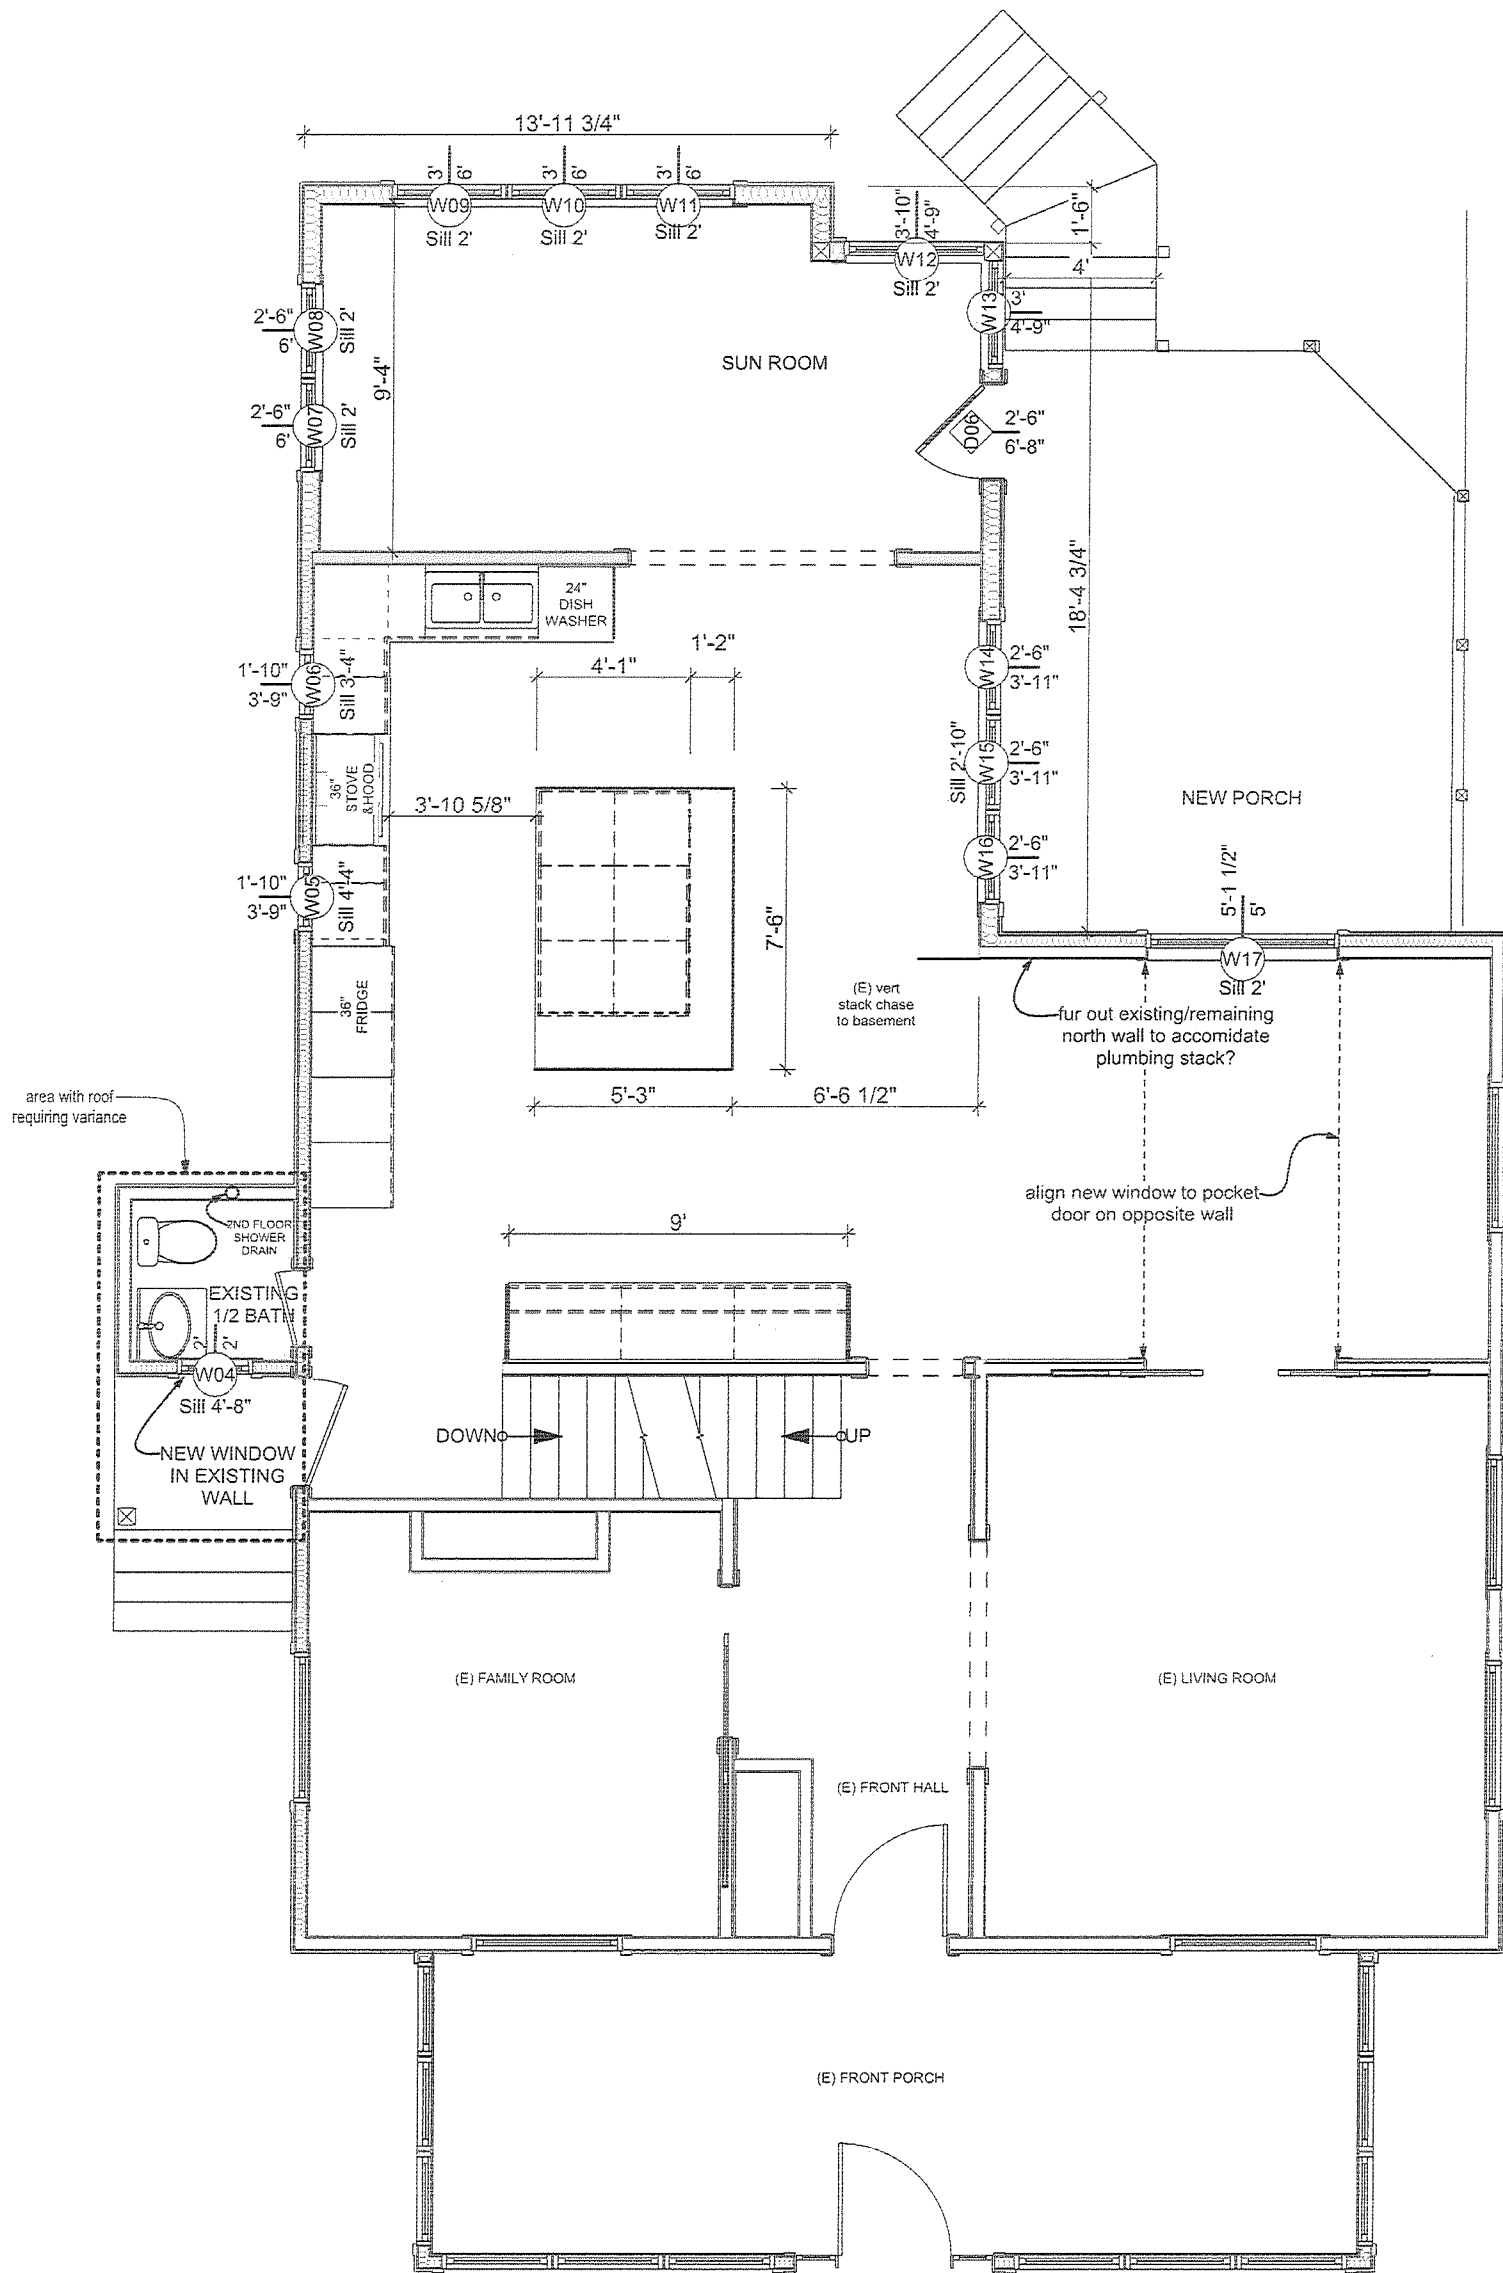 13'-11 3/4"
3'
6'
W09
Sill 2'
3'
6'
W10
Sill 2'
3'
6'
W11
Sill 2'
3'-10"
4'-9"
W12
Sill 2'
1'-6"
4'
W13
3'
4'-9"
2'-6"
6'
W08
Sill 2'
2'-6"
6'
W07
Sill 2'
9'-4"
SUN ROOM
D06
2'-6"
6'-8"
18'-4 3/4"
24"
DISH
WASHER
1'-10"
3'-9"
W06
Sill 3'-4"
4'-1"
1'-2"
W14
2'-6"
3'-11"
Sill 2'-10"
W15
2'-6"
3'-11"
W16
2'-6"
3'-11"
NEW PORCH
36"
STOVE
&HOOD
3'-10 5/8"
1'-10"
3'-9"
W05
Sill 4'-4"
7'-6"
5'-1 1/2"
5'
W17
Sill 2'
36"
FRIDGE
(E) vert
stack chase
to basement
fur out existing/remaining
north wall to accomidate
plumbing stack?
5'-3"
6'-6 1/2"
area with roof
requiring variance
align new window to pocket
door on opposite wall
2ND FLOOR
SHOWER
DRAIN
9'
EXISTING
1/2 BATH
2'
2'
W04
Sill 4'-8"
NEW WINDOW
IN EXISTING
WALL
DOWN
UP
(E) FAMILY ROOM
(E) LIVING ROOM
(E) FRONT HALL
(E) FRONT PORCH